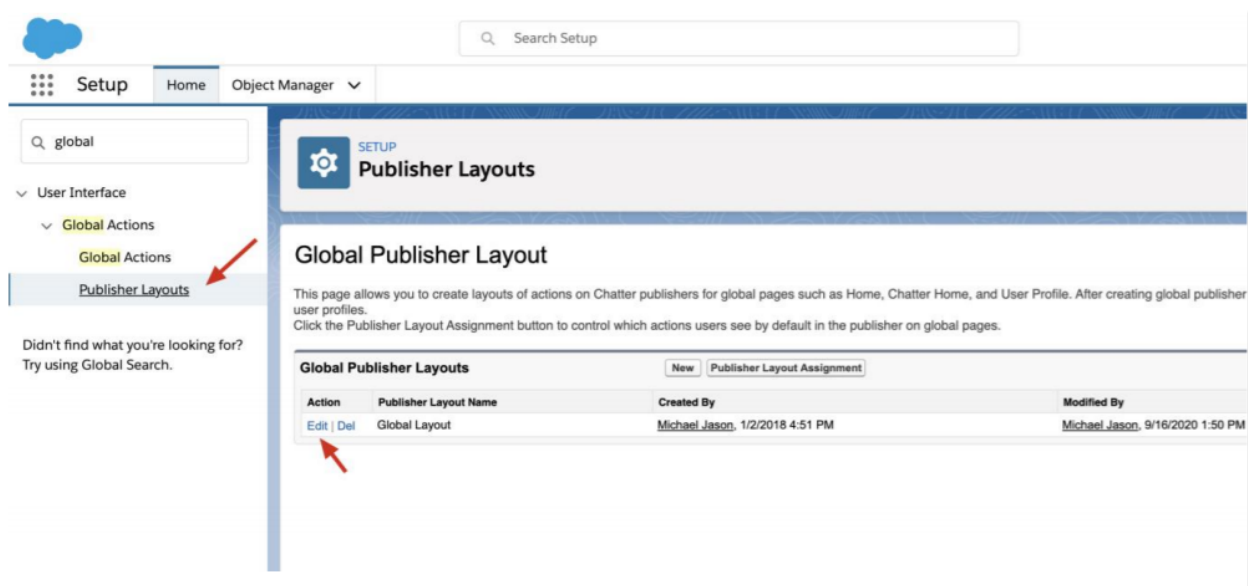 Search Setup
Setup
Home
Object Manager
global
User Interface
Global Actions
Global Actions
Publisher Layouts
Didn't find what you're looking for?
Try using Global Search.
SETUP
Publisher Layouts
Global Publisher Layout
This page allows you to create layouts of actions on Chatter publishers for global pages such as Home, Chatter Home, and User Profile. After creating global publisher
user profiles.
Click the Publisher Layout Assignment button to control which actions users see by default in the publisher on global pages.
Global Publisher Layouts New Publisher Layout Assignment
Action Publisher Layout Name Created By Modified By
Edit | Del Global Layout Michael Jason, 1/2/2018 4:51 PM Michael Jason, 9/16/2020 1:50 PM